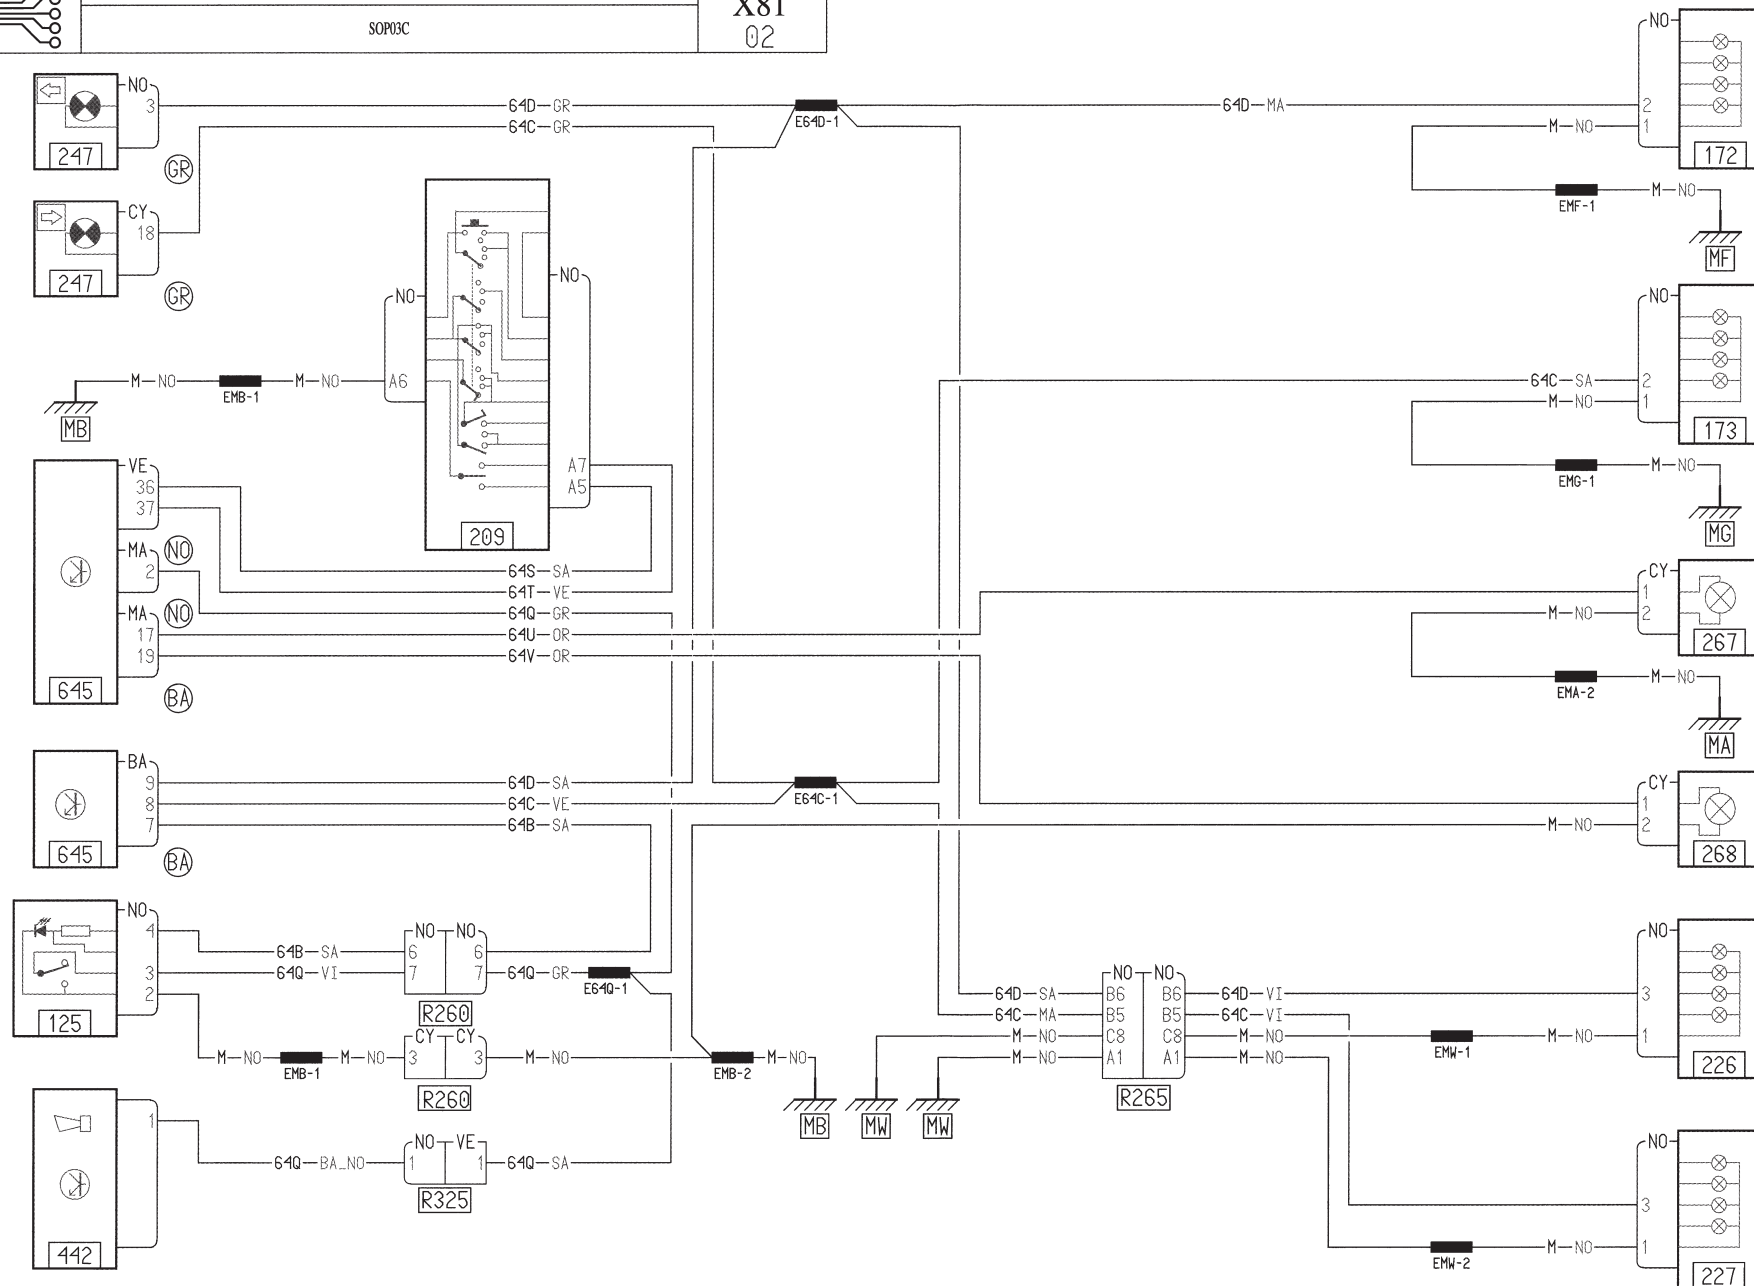 X81
SOP03C
02
NO
3
64D GR
E64D-1
64D MA
NO
2
1
172
64C GR
M NO
247
GR
EMF-1
M NO
MF
CY
18
247
GR
NO
NO
NO
2
1
173
64C SA
M NO
M NO
EMB-1
M NO
A6
MB
EMG-1
M NO
MG
A7
A5
209
VE
36
37
MA
NO
2
MA
NO
17
19
645
BA
64S SA
64T VE
64Q GR
64U OR
64V OR
CY
1
2
267
M NO
EMA-2
M NO
MA
BA
9
8
7
645
BA
64D SA
64C VE
64B SA
E64C-1
CY
1
2
268
M NO
NO
4
3
2
125
64B SA
64Q VI
NO NO
6 6
7 7
R260
64Q GR
E64Q-1
M NO
EMB-1
M NO
CY CY
3 3
R260
M NO
EMB-2
M NO
MB
MW
MW
64D SA
64C MA
M NO
M NO
NO NO
B6 B6
B5 B5
C8 C8
A1 A1
R265
64D VI
64C VI
M NO
M NO
EMW-1
M NO
NO
3
1
226
1
442
64Q BA_NO
NO VE
1 1
R325
64Q SA
EMW-2
M NO
NO
3
1
227